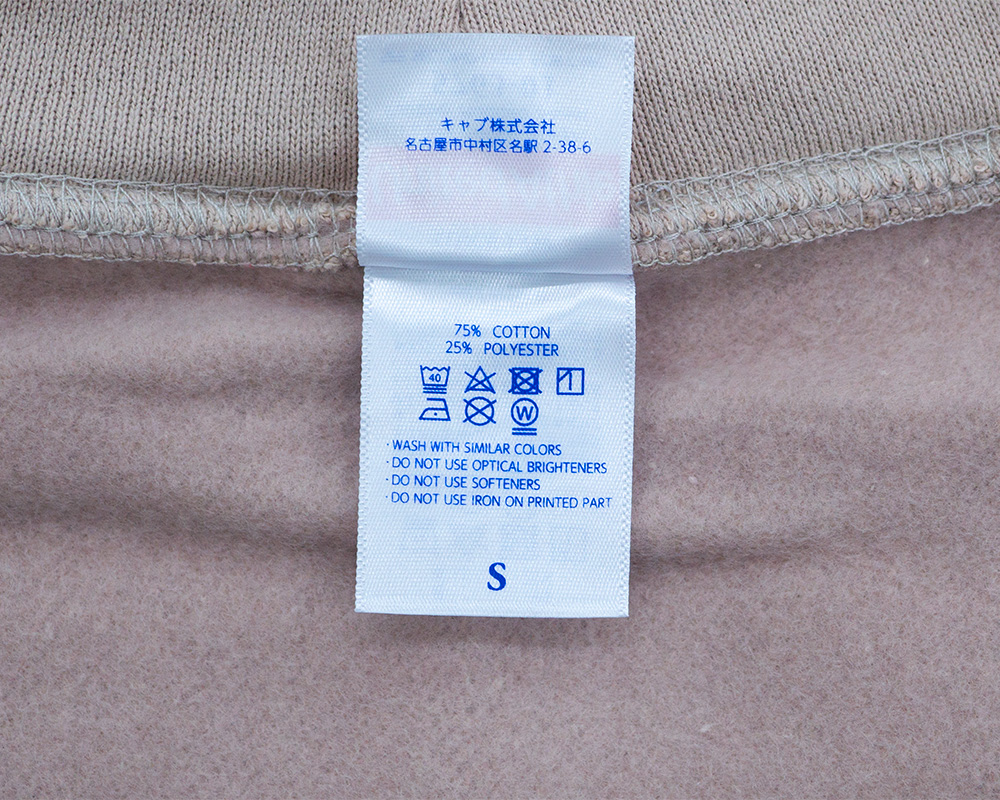 キャブ株式会社
名古屋市中村区名駅 2-38-6
75% COTTON
25% POLYESTER
40
W
· WASH WITH SIMILAR COLORS
· DO NOT USE OPTICAL BRIGHTENERS
· DO NOT USE SOFTENERS
· DO NOT USE IRON ON PRINTED PART
S